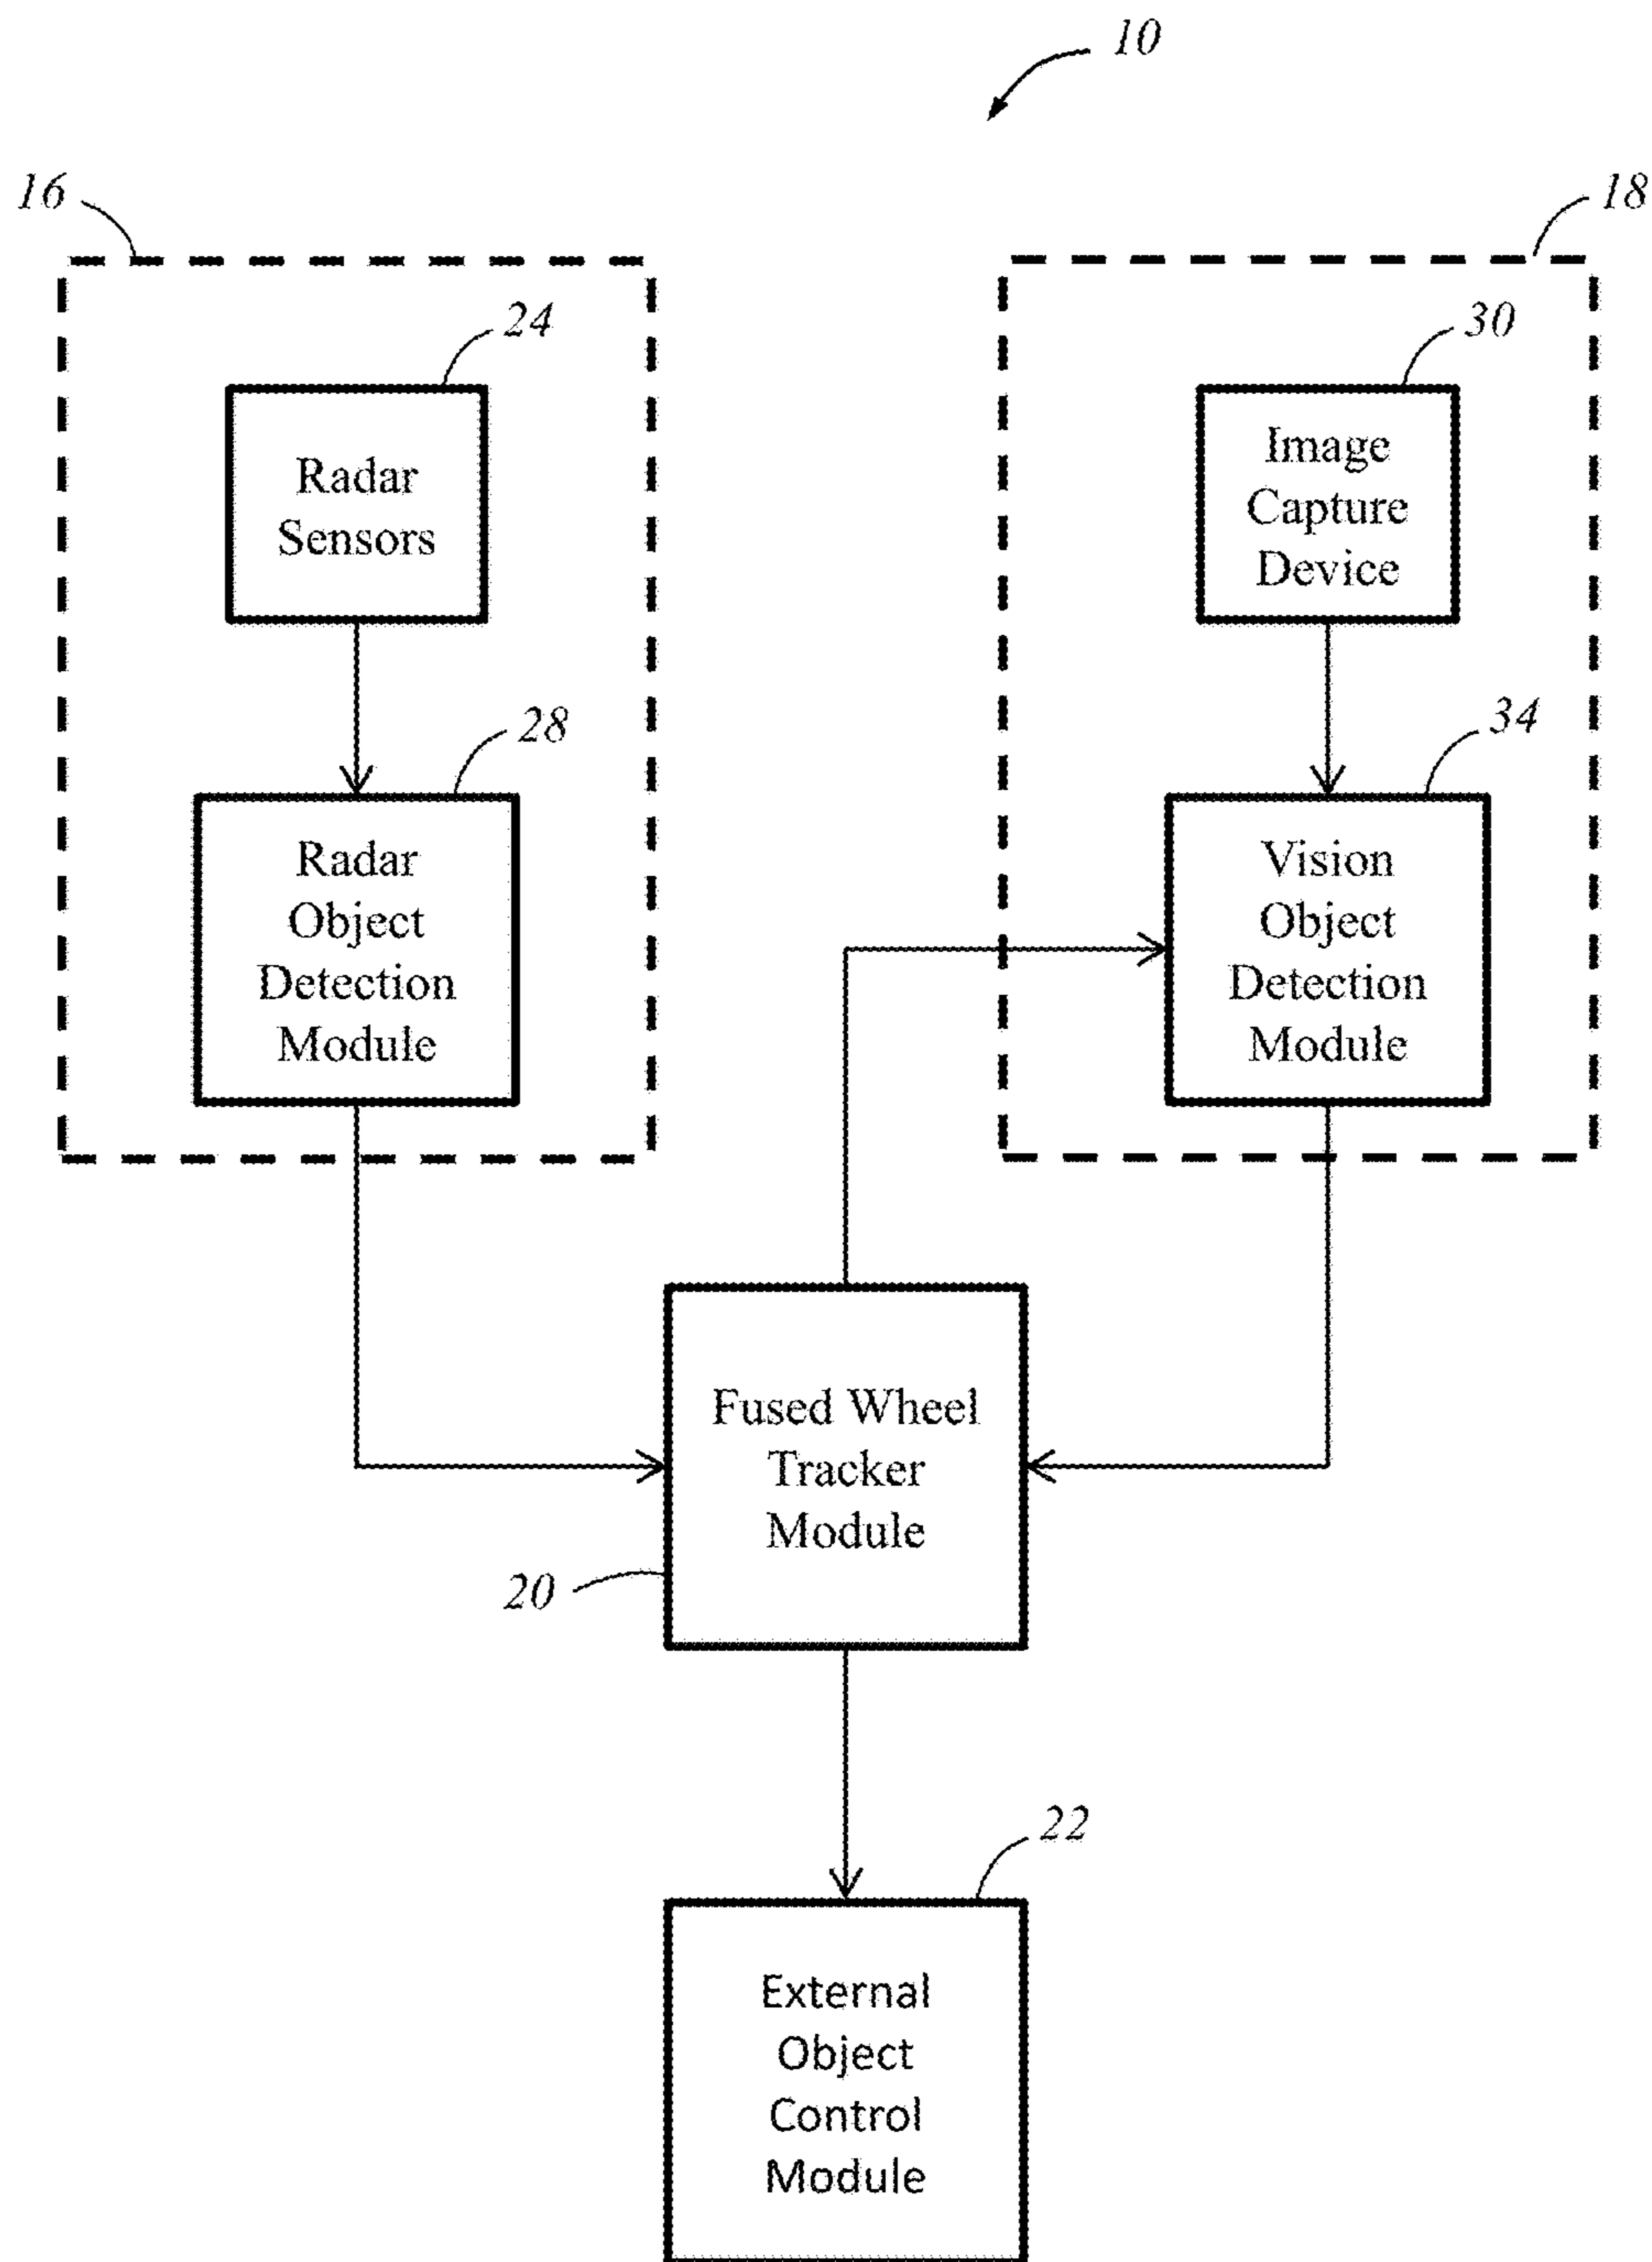 10
16
18
24
30
Radar
Sensors
Image
Capture
Device
28
34
Radar
Object
Detection
Module
Vision
Object
Detection
Module
Fused Wheel
Tracker
Module
20
22
External
Object
Control
Module